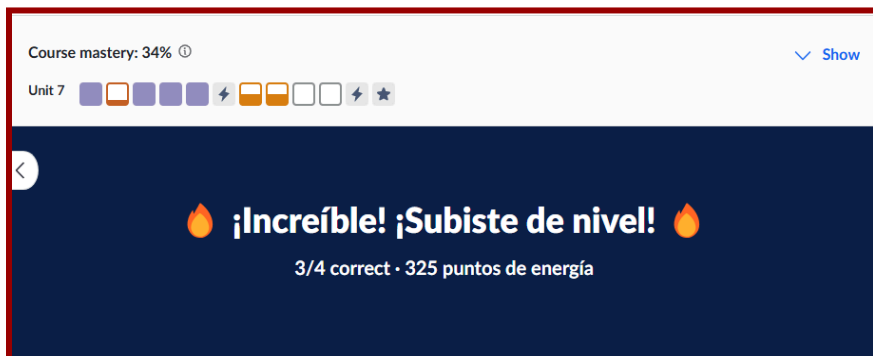 Course mastery: 34%
Show
Unit 7
¡Increíble! ¡Subiste de nivel!
3/4 correct · 325 puntos de energía